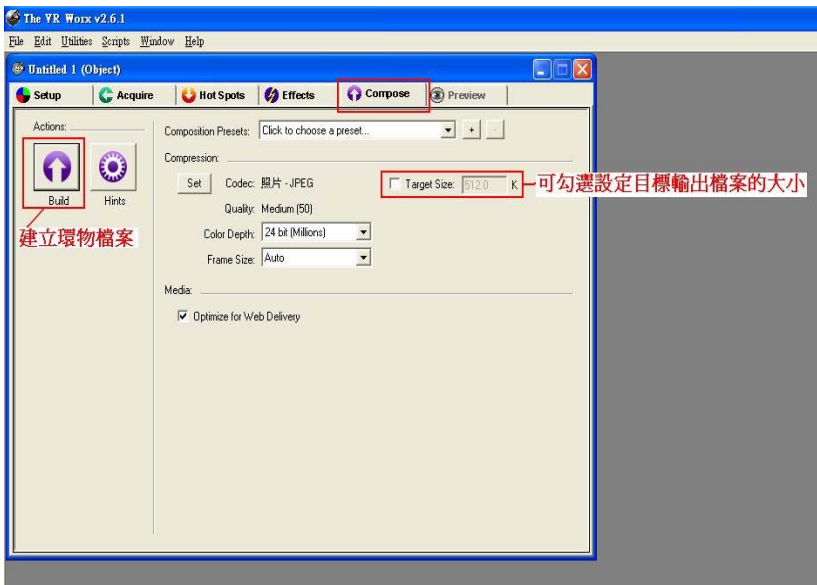 The VR Worx v2.6.1
File Edit Utilities Scripts Window Help
Untitled 1 (Object)
Setup Acquire Hot Spots Effects Compose Preview
Actions:
Build Hints
建立環物檔案
Composition Presets: Click to choose a preset... + -
Compression:
Set Codec: 照片 - JPEG Target Size: 512.0 K 可勾選設定目標輸出檔案的大小
Quality: Medium (50)
Color Depth: 24 bit (Millions)
Frame Size: Auto
Media:
Optimize for Web Delivery